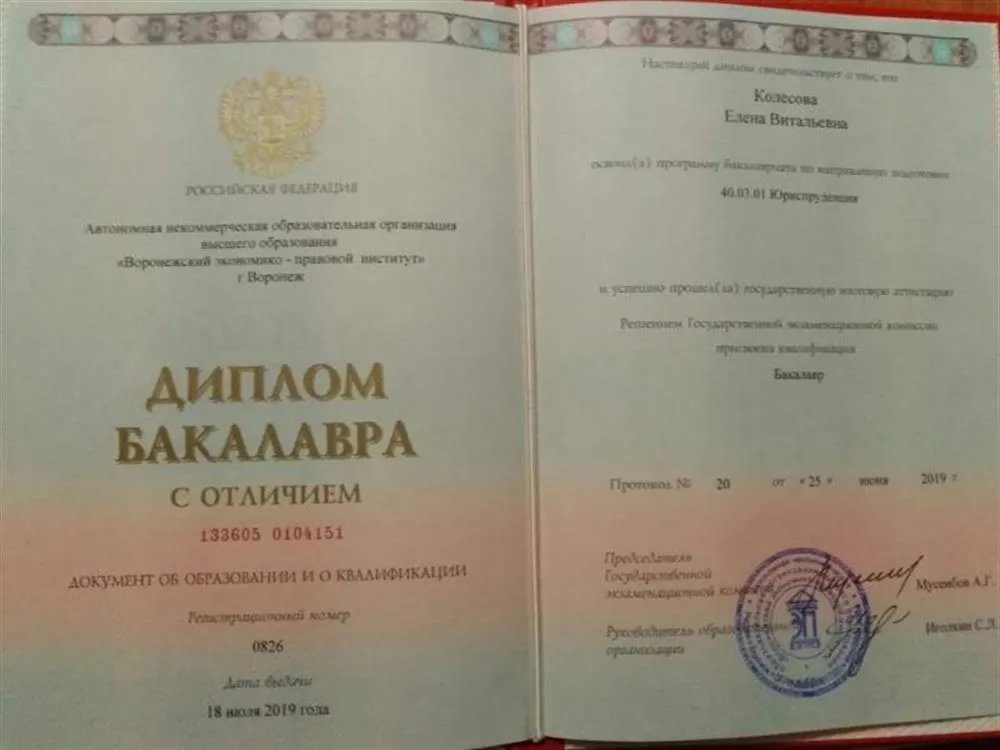 РОССИЙСКАЯ ФЕДЕРАЦИЯ
Автономная некоммерческая образовательная организация
высшего образования
«Воронежский экономико - правовой институт»
г Воронеж
ДИПЛОМ
БАКАЛАВРА
С ОТЛИЧИЕМ
133605 0104151
ДОКУМЕНТ ОБ ОБРАЗОВАНИИ И О КВАЛИФИКАЦИИ
Регистрационный номер
0826
Дата выдачи
18 июля 2019 года
Настоящий диплом свидетельствует о том, что
Колесова
Елена Витальевна
освоил(а) программу бакалавриата по направлению подготовки
40.03.01 Юриспруденция
и успешно прошел(ла) государственную итоговую аттестацию
Решением Государственной экзаменационной комиссии
присвоена квалификация
Бакалавр
Протокол № 20 от «25» июня 2019 г
Председатель
Государственной
экзаменационной
Мусеибов А.Г.
Руководитель
организации
Иголкин С.Л.